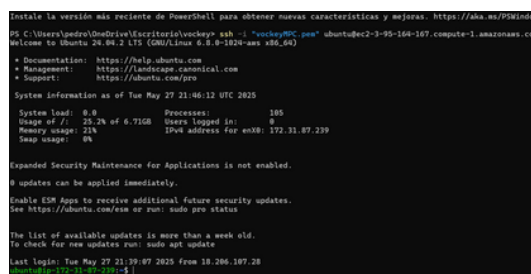 Instale la versión más reciente de PowerShell para obtener nuevas características y mejoras. https://aka.ms/PSWindo
PS C:\Users\pedro\OneDrive\Escritorio\vockey> ssh -i "vockeyMPC.pem" ubuntu@ec2-3-95-164-167.compute-1.amazonaws.co
Welcome to Ubuntu 24.04.2 LTS (GNU/Linux 6.8.0-1024-aws x86_64)
* Documentation: https://help.ubuntu.com
* Management: https://landscape.canonical.com
* Support: https://ubuntu.com/pro
System information as of Tue May 27 21:46:12 UTC 2025
System load: 0.0 Processes: 105
Usage of /: 25.2% of 6.71GB Users logged in: 0
Memory usage: 21% IPv4 address for enX0: 172.31.87.239
Swap usage: 0%
Expanded Security Maintenance for Applications is not enabled.
0 updates can be applied immediately.
Enable ESM Apps to receive additional future security updates.
See https://ubuntu.com/esm or run: sudo pro status
The list of available updates is more than a week old.
To check for new updates run: sudo apt update
Last login: Tue May 27 21:39:07 2025 from 18.206.107.28
ubuntu@ip-172-31-87-239:~$